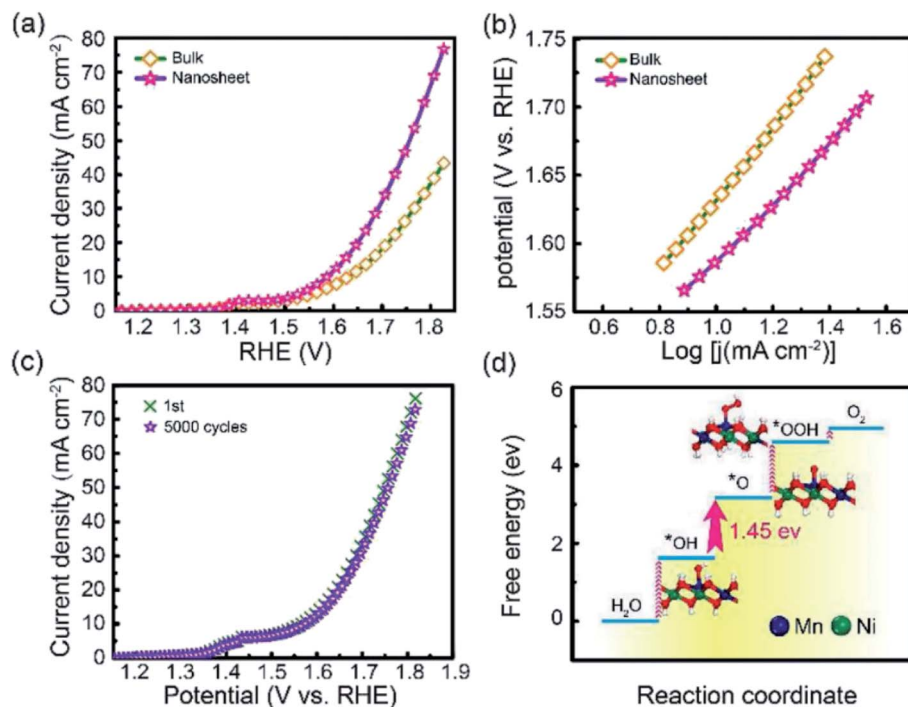 (a)
80
70
60
50
40
30
20
10
0
Current density (mA cm⁻²)
Bulk
Nanosheet
1.2 1.3 1.4 1.5 1.6 1.7 1.8
RHE (V)
(b)
1.75
1.70
1.65
1.60
1.55
potential (V vs. RHE)
Bulk
Nanosheet
0.6 0.8 1.0 1.2 1.4 1.6
Log [j(mA cm⁻²)]
(c)
80
70
60
50
40
30
20
10
0
Current density (mA cm⁻²)
1st
5000 cycles
1.2 1.3 1.4 1.5 1.6 1.7 1.8 1.9
Potential (V vs. RHE)
(d)
6
4
2
0
Free energy (ev)
H₂O
*OH
1.45 ev
*O
*OOH
O₂
Mn Ni
Reaction coordinate